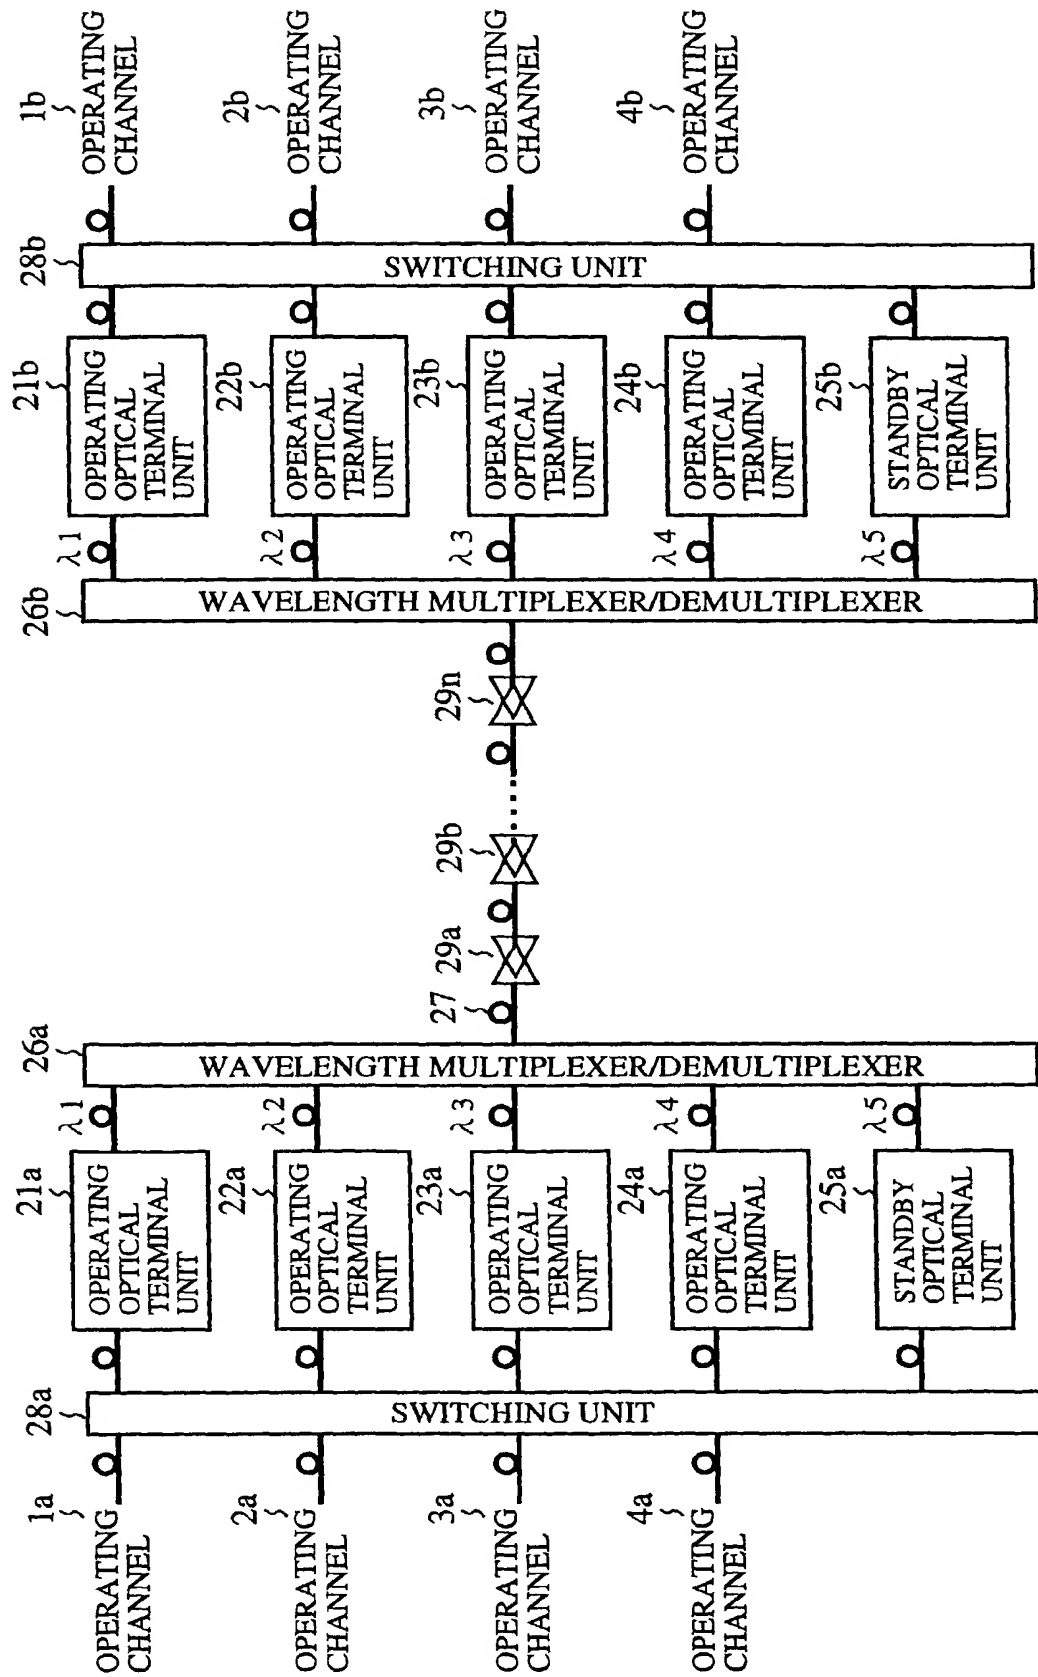 1a
OPERATING
CHANNEL
2a
OPERATING
CHANNEL
3a
OPERATING
CHANNEL
4a
OPERATING
CHANNEL
28a
SWITCHING UNIT
21a
OPERATING
OPTICAL
TERMINAL
UNIT
22a
OPERATING
OPTICAL
TERMINAL
UNIT
23a
OPERATING
OPTICAL
TERMINAL
UNIT
24a
OPERATING
OPTICAL
TERMINAL
UNIT
25a
STANDBY
OPTICAL
TERMINAL
UNIT
λ1
λ2
λ3
λ4
λ5
26a
WAVELENGTH MULTIPLEXER/DEMULTIPLEXER
27
29a
29b
29n
26b
WAVELENGTH MULTIPLEXER/DEMULTIPLEXER
λ1
λ2
λ3
λ4
λ5
21b
OPERATING
OPTICAL
TERMINAL
UNIT
22b
OPERATING
OPTICAL
TERMINAL
UNIT
23b
OPERATING
OPTICAL
TERMINAL
UNIT
24b
OPERATING
OPTICAL
TERMINAL
UNIT
25b
STANDBY
OPTICAL
TERMINAL
UNIT
28b
SWITCHING UNIT
1b
OPERATING
CHANNEL
2b
OPERATING
CHANNEL
3b
OPERATING
CHANNEL
4b
OPERATING
CHANNEL